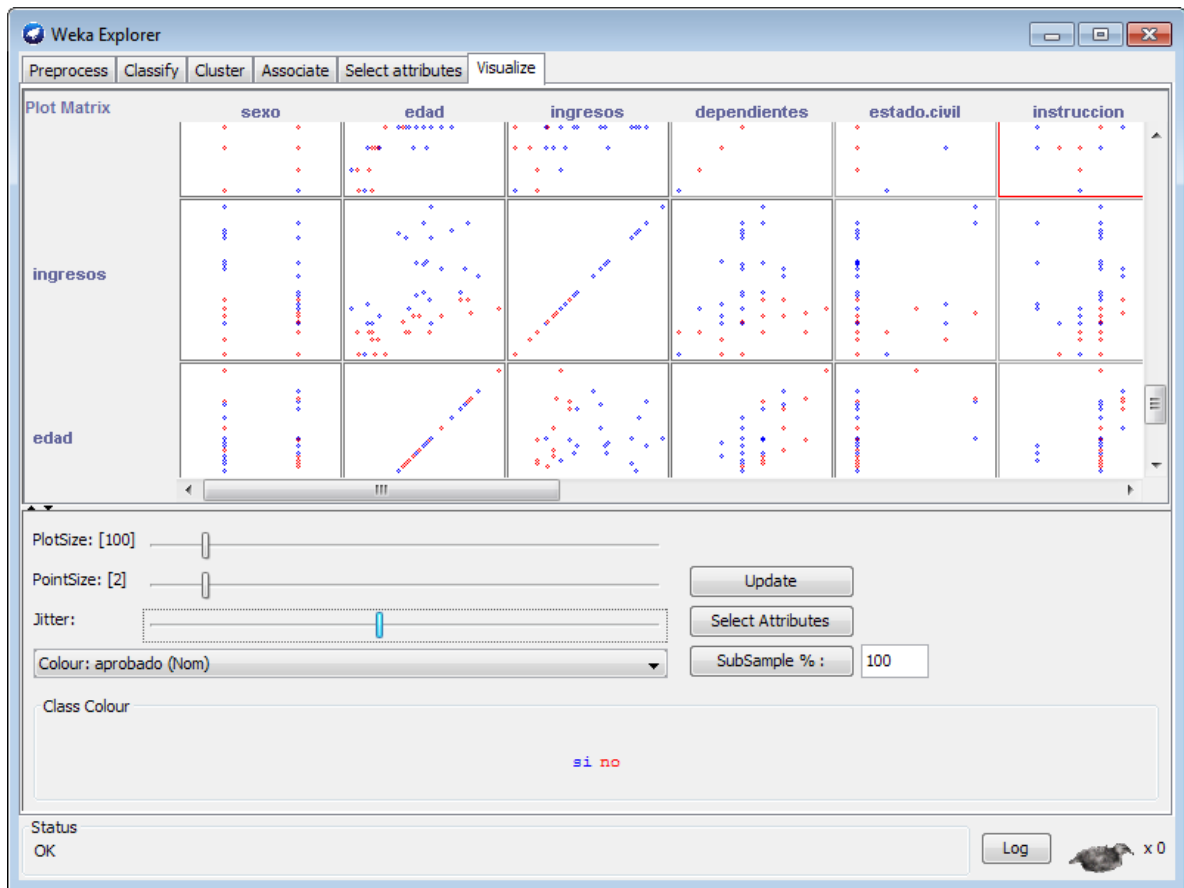 Weka Explorer
Preprocess Classify Cluster Associate Select attributes Visualize
Plot Matrix sexo edad ingresos dependientes estado.civil instruccion
ingresos
edad
PlotSize: [100]
PointSize: [2] Update
Jitter: Select Attributes
Colour: aprobado (Nom) SubSample % : 100
Class Colour
si no
Status
OK Log x 0